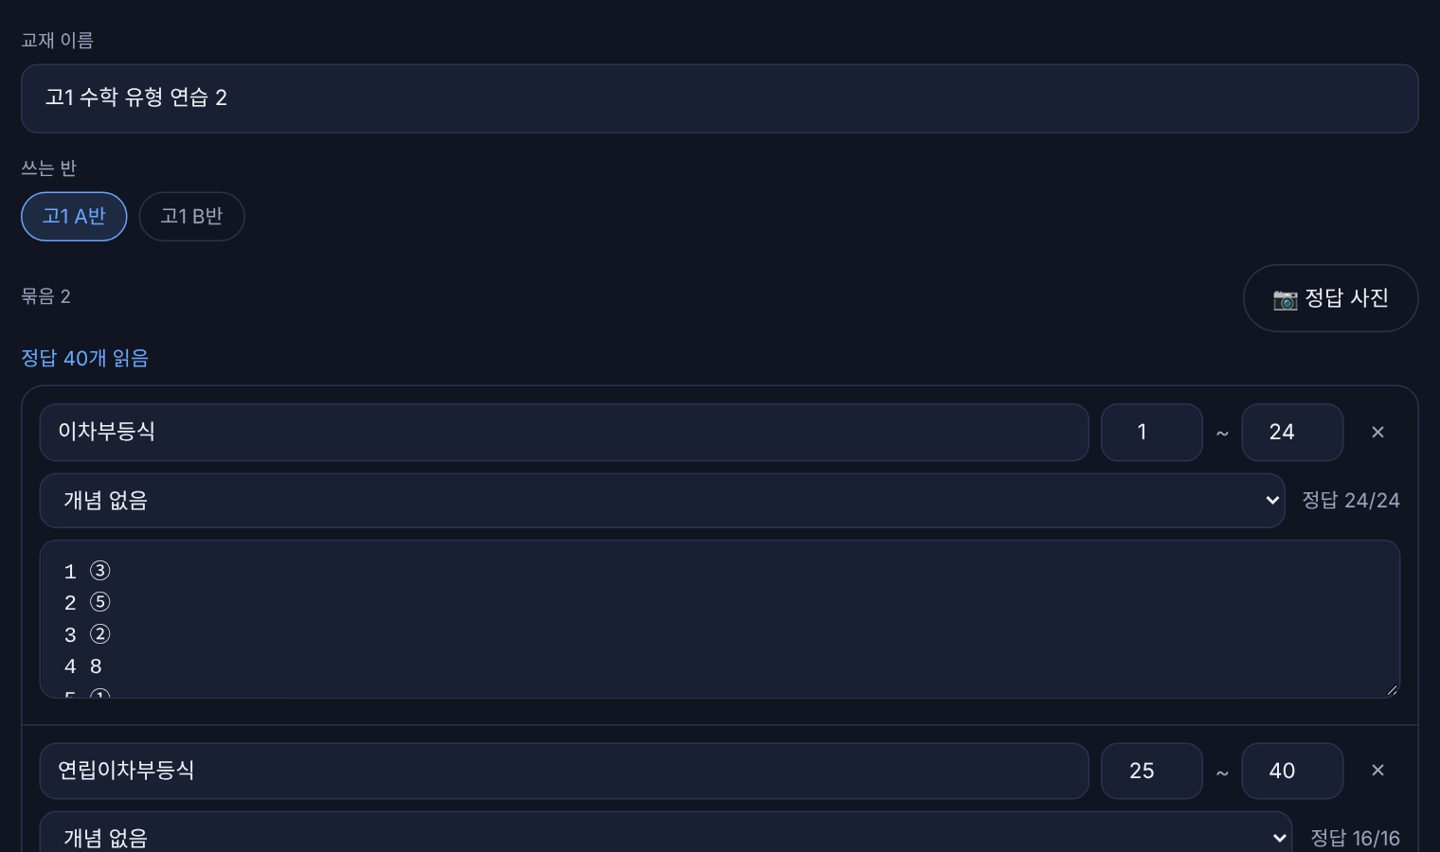 교재 이름
고1 수학 유형 연습 2
쓰는 반
고1 A반 고1 B반
묶음 2 정답 사진
정답 40개 읽음
이차부등식 1 ~ 24 ×
개념 없음 정답 24/24
1 ③
2 ⑤
3 ②
4 8
5 ①
연립이차부등식 25 ~ 40 ×
개념 없음 정답 16/16